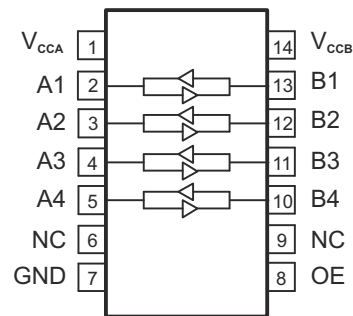 VCCA 1 14 VCCB
A1 2 13 B1
A2 3 12 B2
A3 4 11 B3
A4 5 10 B4
NC 6 9 NC
GND 7 8 OE